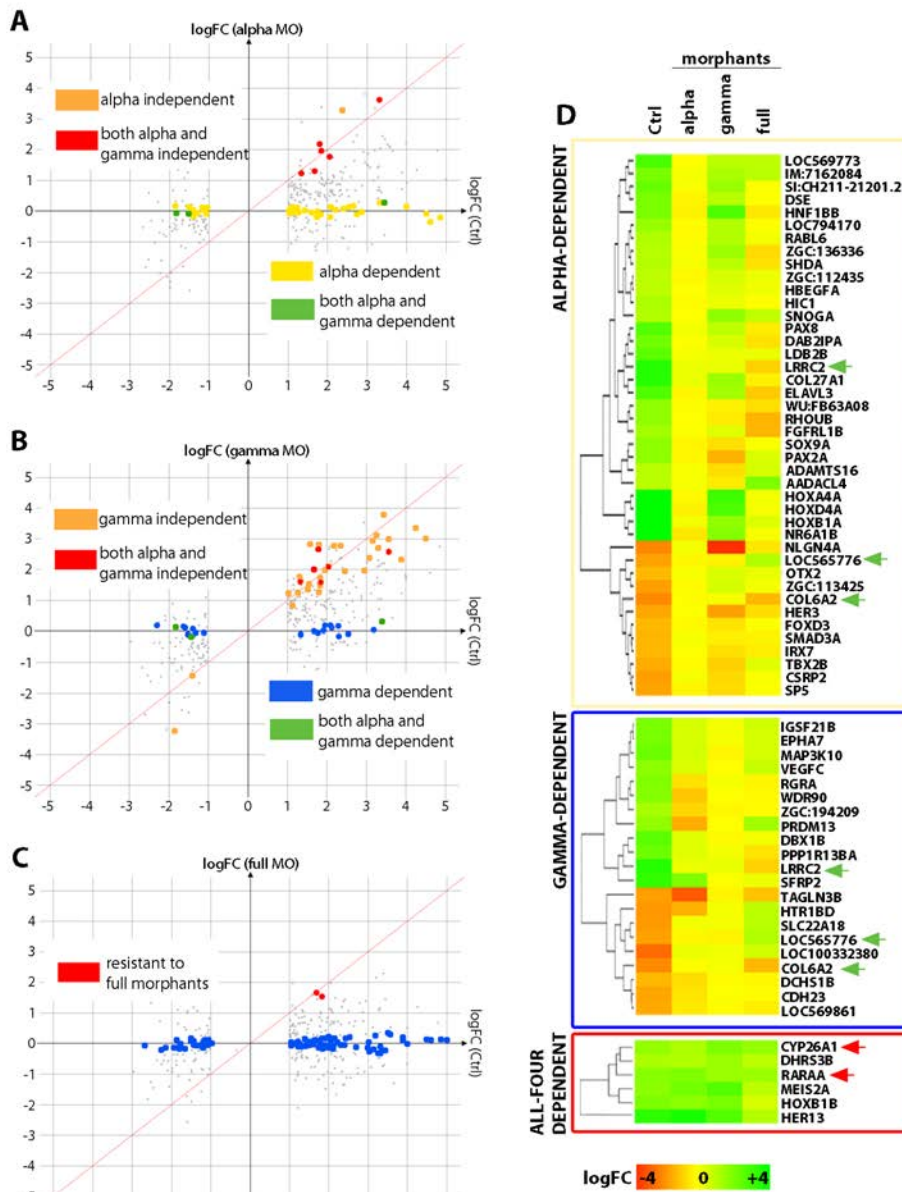 A
logFC (alpha MO)
5
4
3
2
1
0
-1
-2
-3
-4
-5
-5 -4 -3 -2 -1 0 1 2 3 4 5
logFC (Ctrl)
alpha independent
both alpha and
gamma independent
alpha dependent
both alpha and
gamma dependent
B
logFC (gamma MO)
5
4
3
2
1
0
-1
-2
-3
-4
-5
-5 -4 -3 -2 -1 0 1 2 3 4 5
logFC (Ctrl)
gamma independent
both alpha and
gamma independent
gamma dependent
both alpha and
gamma dependent
C
logFC (full MO)
5
4
3
2
1
0
-1
-2
-3
-4
logFC (Ctrl)
resistant to
full morphants
D
morphants
Ctrl alpha gamma full
ALPHA-DEPENDENT
LOC569773
IM:7162084
SI:CH211-21201.2
DSE
HNF1BB
LOC794170
RABL6
ZGC:136336
SHDA
ZGC:112435
HBEGFA
HIC1
SNOGA
PAX8
DAB2IPA
LDB2B
LRRC2
COL27A1
ELAVL3
WU:FB63A08
RHOUB
FGFRL1B
SOX9A
PAX2A
ADAMTS16
AADACL4
HOXA4A
HOXD4A
HOXB1A
NR6A1B
NLGN4A
LOC565776
OTX2
ZGC:113425
COL6A2
HER3
FOXD3
SMAD3A
IRX7
TBX2B
CSRP2
SP5
GAMMA-DEPENDENT
IGSF21B
EPHA7
MAP3K10
VEGFC
RGRA
WDR90
ZGC:194209
PRDM13
DBX1B
PPP1R13BA
LRRC2
SFRP2
TAGLN3B
HTR1BD
SLC22A18
LOC565776
LOC100332380
COL6A2
DCHS1B
CDH23
LOC569861
ALL-FOUR
DEPENDENT
CYP26A1
DHRS3B
RARAA
MEIS2A
HOXB1B
HER13
logFC -4 0 +4